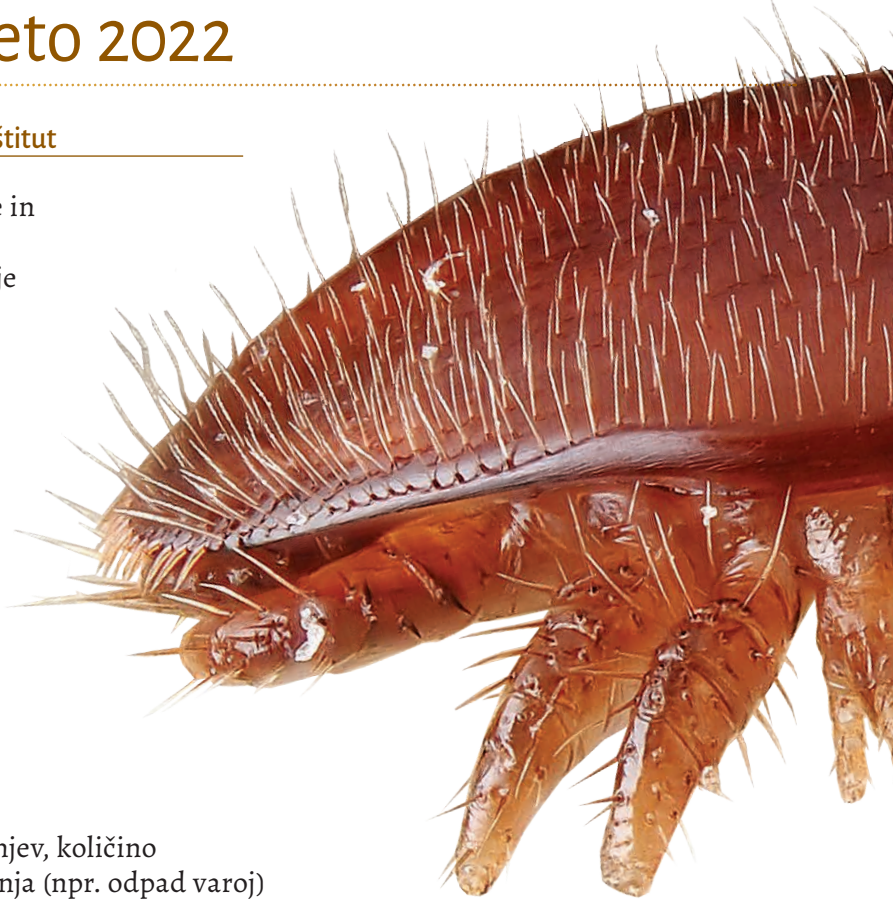 eto 2022
štitut
e in
je
njev, količino
nja (npr. odpad varoj)